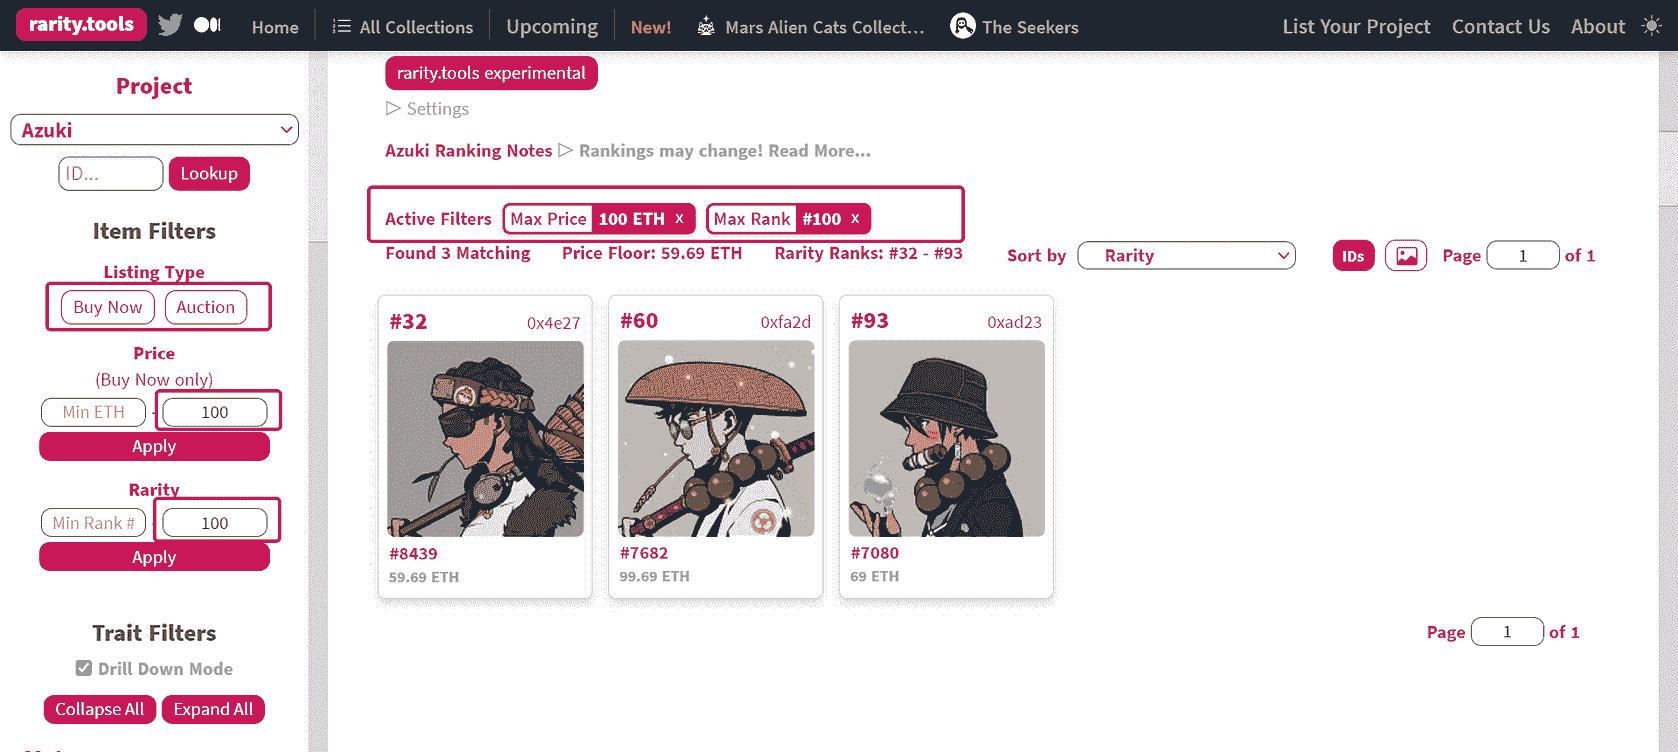 rarity.tools Home All Collections Upcoming New! Mars Alien Cats Collect... The Seekers List Your Project Contact Us About
Project
Azuki
ID... Lookup
Item Filters
Listing Type
Buy Now Auction
Price
(Buy Now only)
Min ETH - 100
Apply
Rarity
Min Rank # - 100
Apply
Trait Filters
Drill Down Mode
Collapse All Expand All
rarity.tools experimental
Settings
Azuki Ranking Notes ▷ Rankings may change! Read More...
Active Filters Max Price 100 ETH x Max Rank #100 x
Found 3 Matching Price Floor: 59.69 ETH Rarity Ranks: #32 - #93 Sort by Rarity IDs Page 1 of 1
#32 0x4e27
#8439
59.69 ETH
#60 0xfa2d
#7682
99.69 ETH
#93 0xad23
#7080
69 ETH
Page 1 of 1